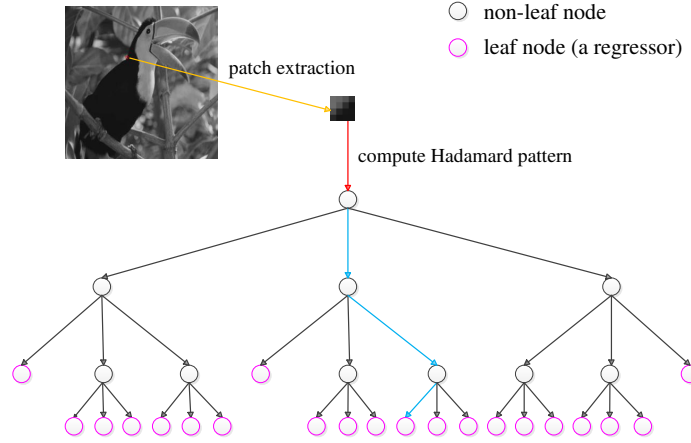 non-leaf node
leaf node (a regressor)
patch extraction
compute Hadamard pattern